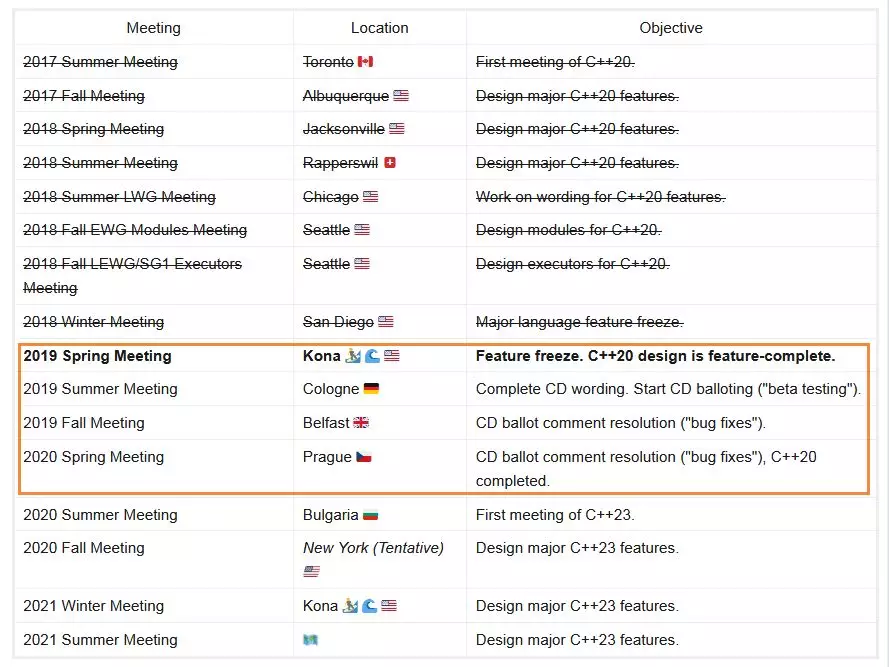 Meeting Location Objective
2017 Summer Meeting Toronto First meeting of C++20.
2017 Fall Meeting Albuquerque Design major C++20 features.
2018 Spring Meeting Jacksonville Design major C++20 features.
2018 Summer Meeting Rapperswil Design major C++20 features.
2018 Summer LWG Meeting Chicago Work on wording for C++20 features.
2018 Fall EWG Modules Meeting Seattle Design modules for C++20.
2018 Fall LEWG/SG1 Executors Seattle Design executors for C++20.
Meeting
2018 Winter Meeting San Diego Major language feature freeze.
2019 Spring Meeting Kona Feature freeze. C++20 design is feature-complete.
2019 Summer Meeting Cologne Complete CD wording. Start CD balloting ("beta testing").
2019 Fall Meeting Belfast CD ballot comment resolution ("bug fixes").
2020 Spring Meeting Prague CD ballot comment resolution ("bug fixes"), C++20
completed.
2020 Summer Meeting Bulgaria First meeting of C++23.
2020 Fall Meeting New York (Tentative) Design major C++23 features.
2021 Winter Meeting Kona Design major C++23 features.
2021 Summer Meeting Design major C++23 features.